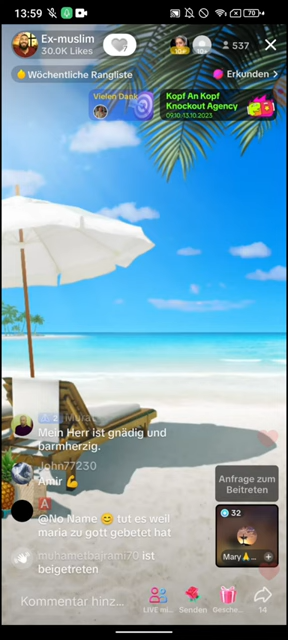 13:59
70
Ex-muslim
30.0K Likes
537
Wöchentliche Rangliste
Erkunden >
Vielen Dank
Kopf An Kopf
Knockout Agency
09.10-13.10.2023
Mein Herr ist gnädig und
barmherzig.
John77230
Amir 💪
A
@No Name 😊 tut es weil
maria zu gott gebetet hat
muhametbajrami70 ist
beigetreten
Anfrage zum
Beitreten
32
Mary🙏...
Kommentar hinz...
LIVE mi...
Senden
Gesche...
14